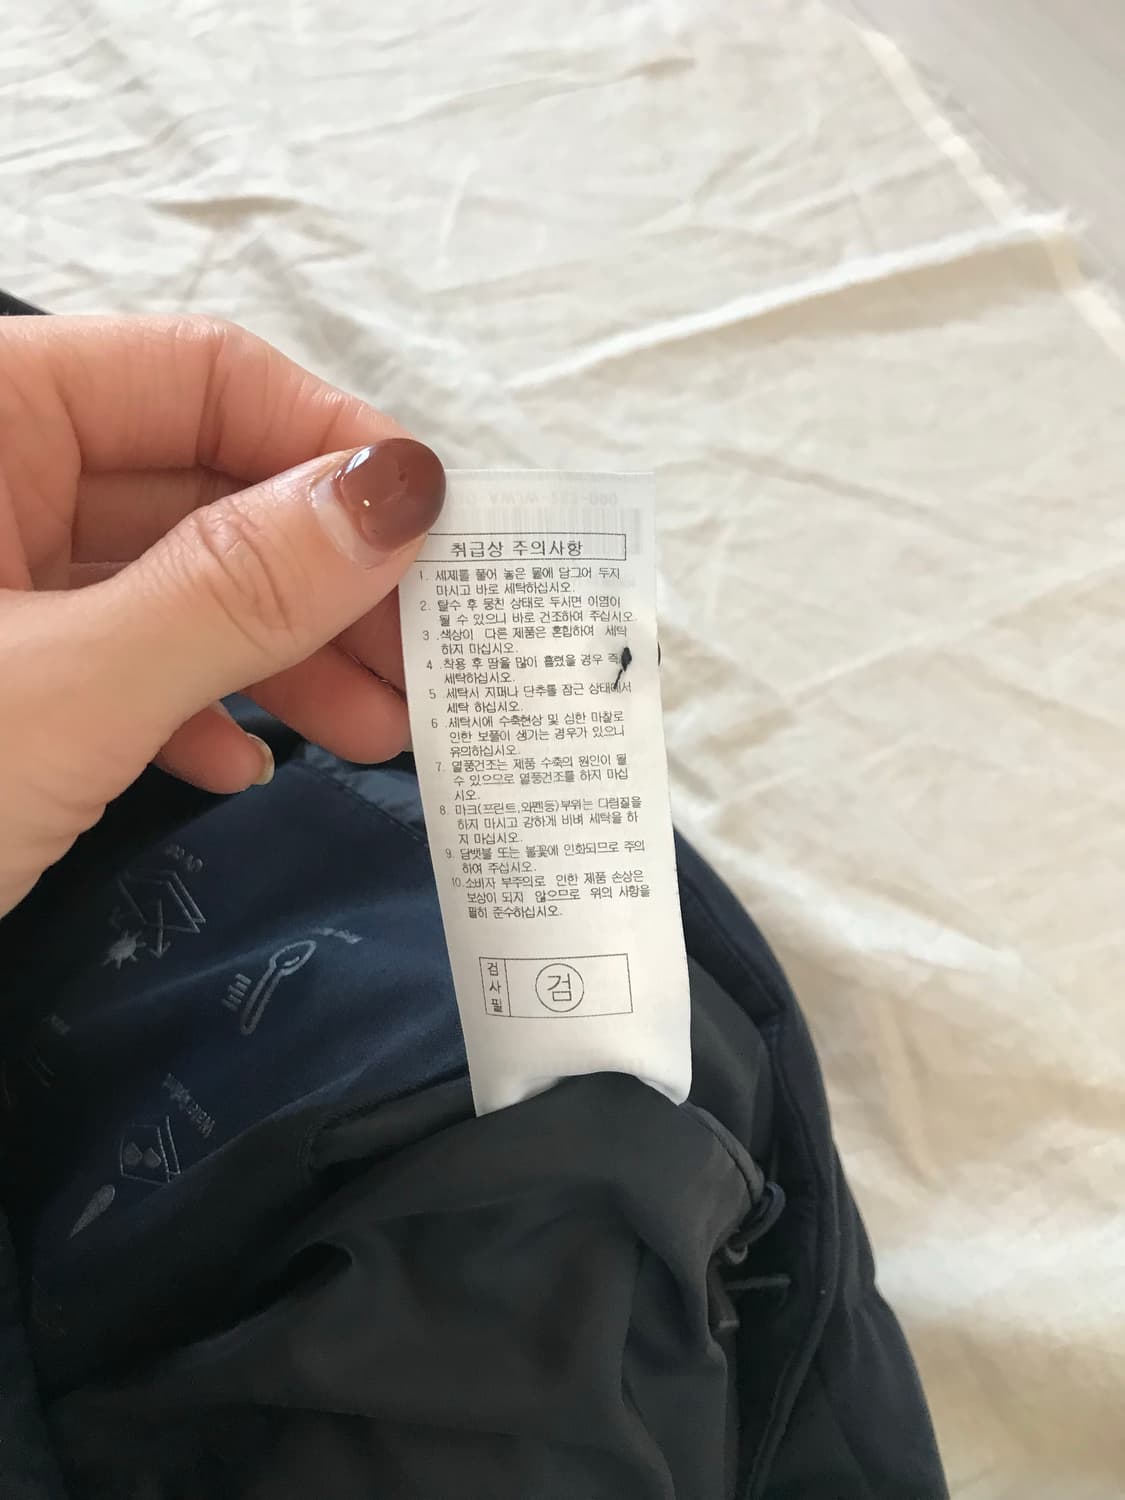 취급상 주의사항
1. 세제를 풀어 놓은 물에 담그어 두지
마시고 바로 세탁하십시오.
2. 탈수 후 뭉친 상태로 두시면 이염이
될 수 있으니 바로 건조하여 주십시오
3 .색상이 다른 제품은 혼합하여 세탁
하지 마십시오.
4 .착용 후 땀을 많이 흘렸을 경우
세탁하십시오.
5 .세탁시 지퍼나 단추를 잠근 상태에서
세탁 하십시오.
6 .세탁시에 수축현상 및 심한 마찰로
인한 보풀이 생기는 경우가 있으니
유의하십시오.
7. 열풍건조는 제품 수축의 원인이 될
수 있으므로 열풍건조를 하지 마십
시오.
8. 마크(프린트,와펜등)부위는 다림질을
하지 마시고 강하게 비벼 세탁을 하
지 마십시오.
9. 담뱃불 또는 불꽃에 인화되므로 주의
하여 주십시오.
10.소비자 부주의로 인한 제품 손상은
보상이 되지 않으므로 위의 사항을
필히 준수하십시오.
검사필
검